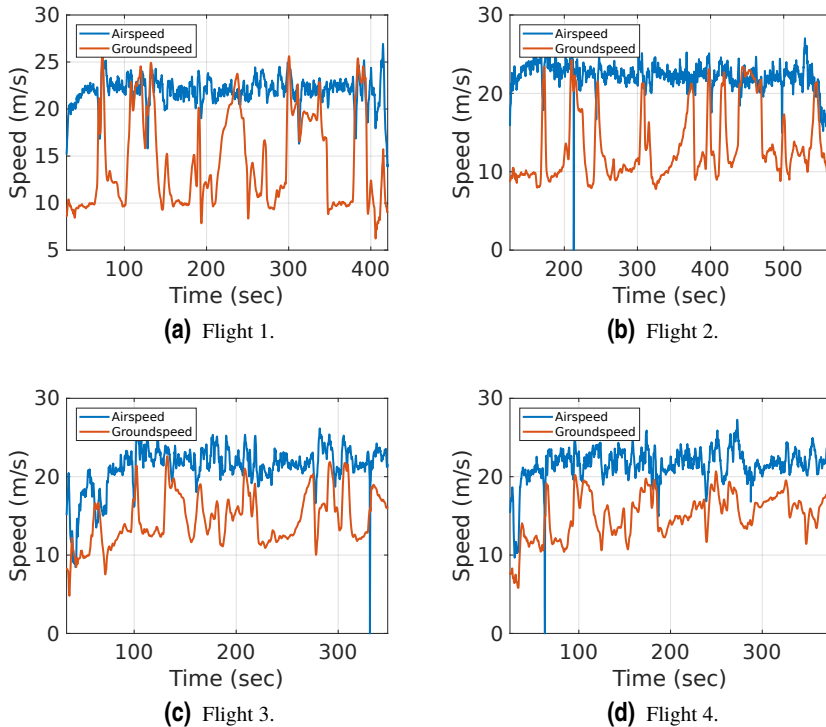 30
25
20
15
10
5
Speed (m/s)
Airspeed
Groundspeed
100
200
300
400
Time (sec)
(a) Flight 1.
30
20
10
0
Speed (m/s)
Airspeed
Groundspeed
200
300
400
500
Time (sec)
(b) Flight 2.
30
20
10
0
Speed (m/s)
Airspeed
Groundspeed
100
200
300
Time (sec)
(c) Flight 3.
30
20
10
0
Speed (m/s)
Airspeed
Groundspeed
100
200
300
Time (sec)
(d) Flight 4.